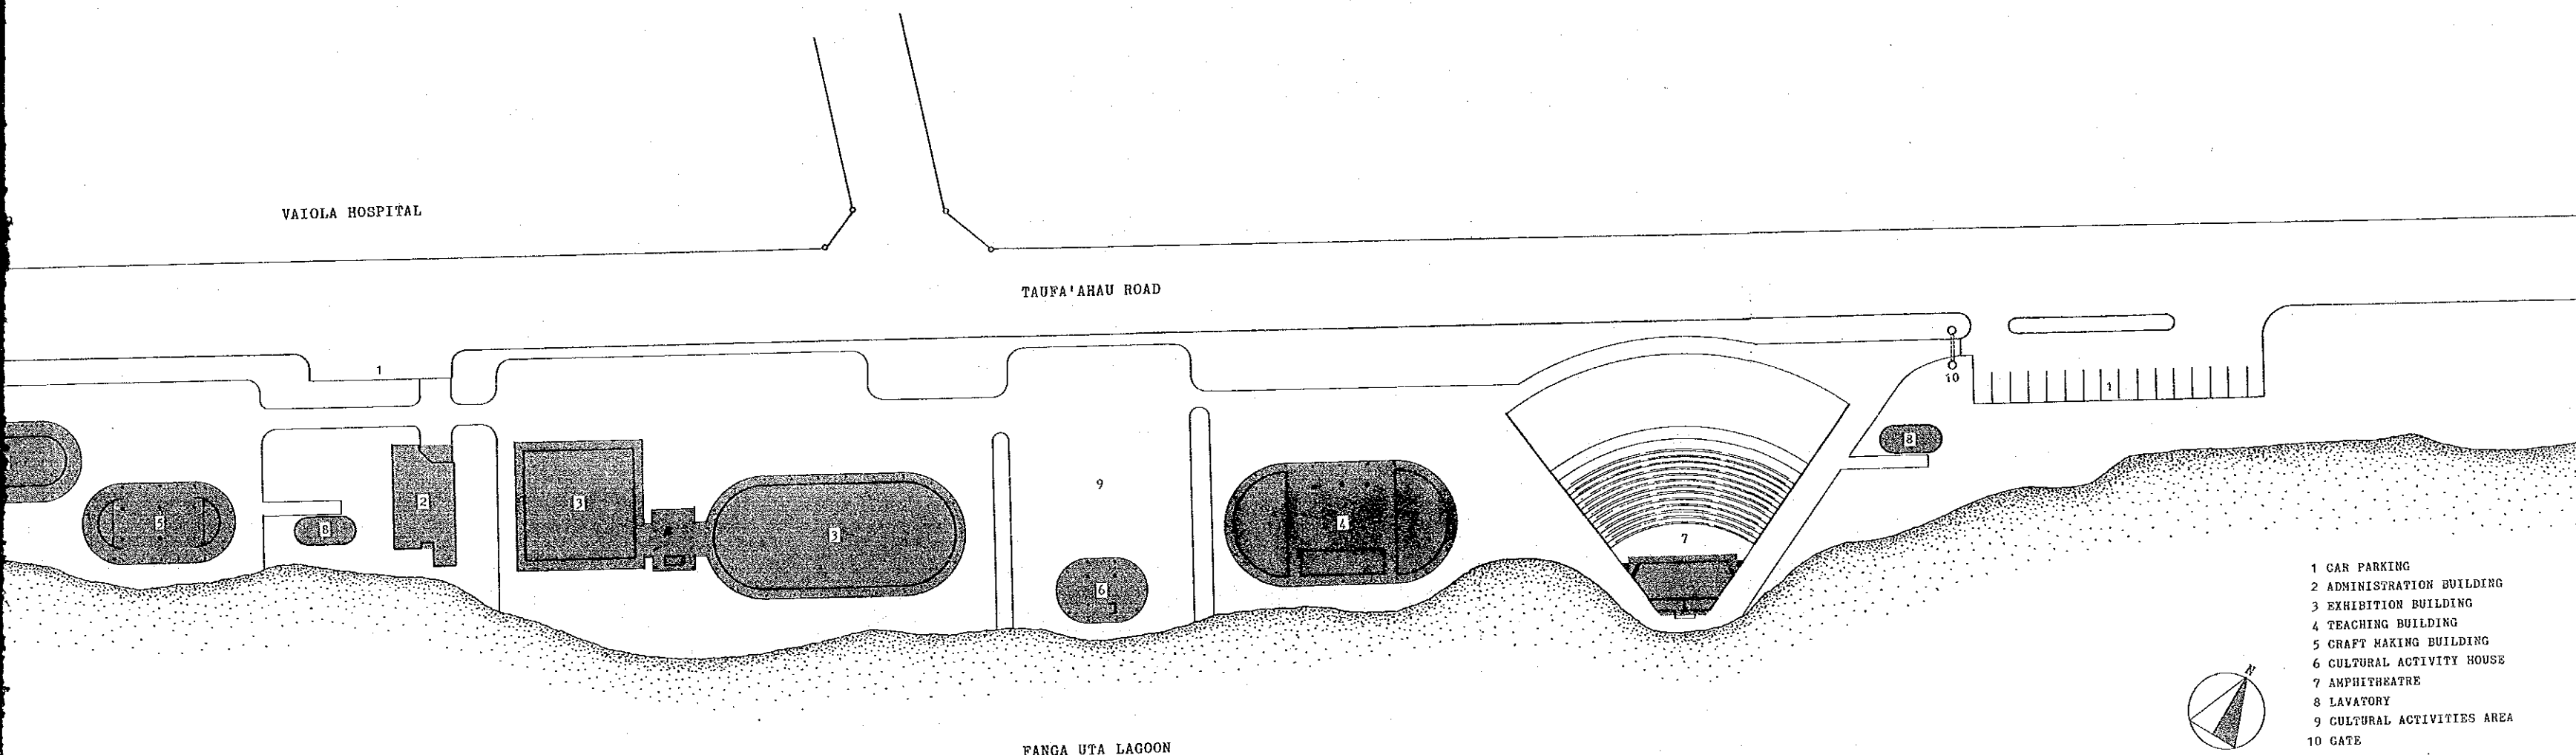 VAIOLA HOSPITAL
TAUFA'AHAU ROAD
1
10
1
8
9
2
3
5
8
3
4
7
6
N
1 CAR PARKING
2 ADMINISTRATION BUILDING
3 EXHIBITION BUILDING
4 TEACHING BUILDING
5 CRAFT MAKING BUILDING
6 CULTURAL ACTIVITY HOUSE
7 AMPHITHEATRE
8 LAVATORY
9 CULTURAL ACTIVITIES AREA
10 GATE
FANGA UTA LAGOON